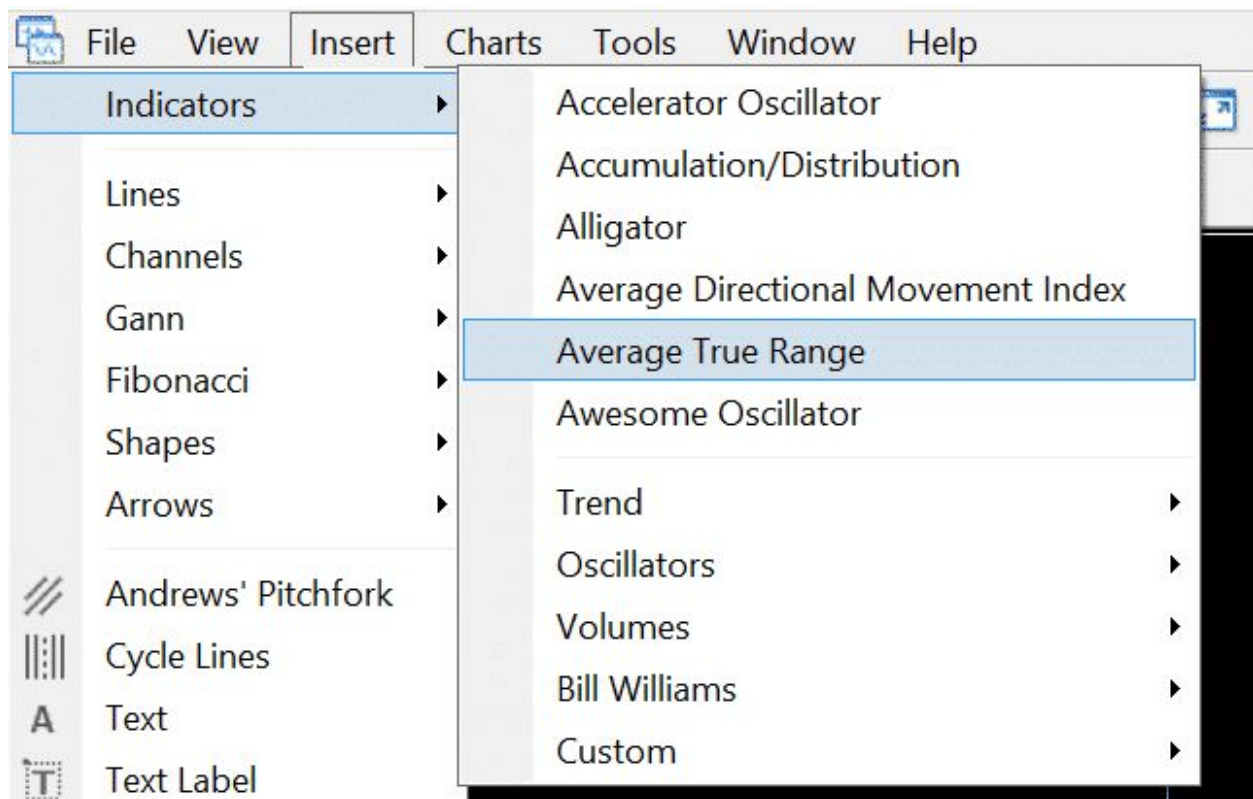 File View Insert Charts Tools Window Help
Indicators
Lines
Channels
Gann
Fibonacci
Shapes
Arrows
Andrews' Pitchfork
Cycle Lines
A Text
T Text Label
Accelerator Oscillator
Accumulation/Distribution
Alligator
Average Directional Movement Index
Average True Range
Awesome Oscillator
Trend
Oscillators
Volumes
Bill Williams
Custom